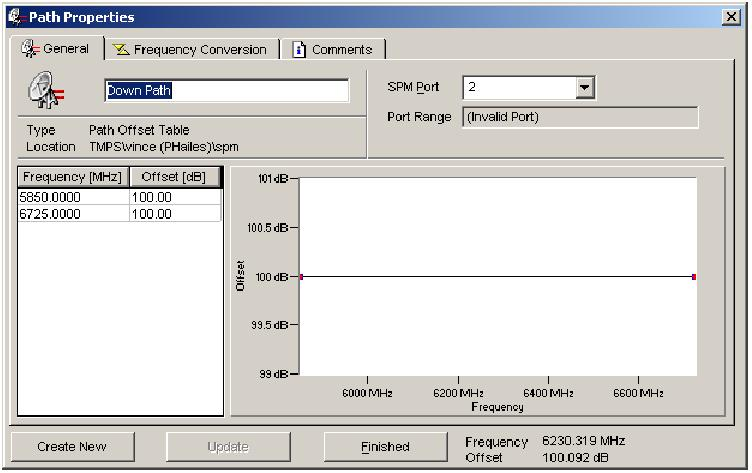 Path Properties
General
Frequency Conversion
Comments
Down Path
SPM Port 2
Port Range (Invalid Port)
Type Path Offset Table
Location TMPS\vince (PHailes)\spm
Frequency [MHz] Offset [dB]
5850.0000 100.00
6725.0000 100.00
Offset
101 dB
100.5 dB
100 dB
99.5 dB
99 dB
6000 MHz 6200 MHz 6400 MHz 6600 MHz
Frequency
Create New
Update
Finished
Frequency 6230.319 MHz
Offset 100.092 dB